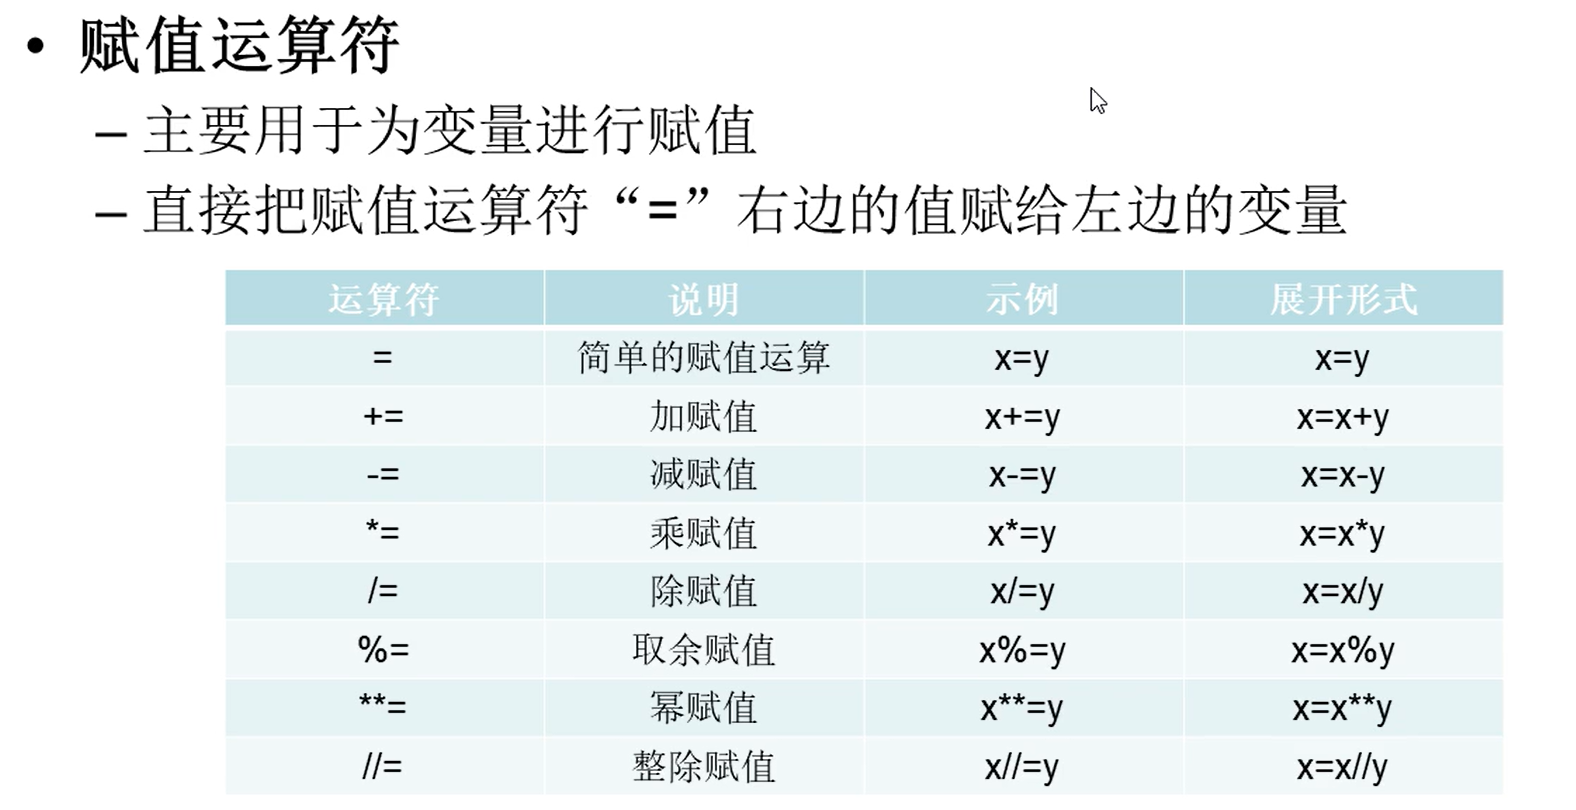 • 赋值运算符
– 主要用于为变量进行赋值
– 直接把赋值运算符“=”右边的值赋给左边的变量
运算符 说明 示例 展开形式
= 简单的赋值运算 x=y x=y
+= 加赋值 x+=y x=x+y
-= 减赋值 x-=y x=x-y
*= 乘赋值 x*=y x=x*y
/= 除赋值 x/=y x=x/y
%= 取余赋值 x%=y x=x%y
**= 幂赋值 x**=y x=x**y
//= 整除赋值 x//=y x=x//y